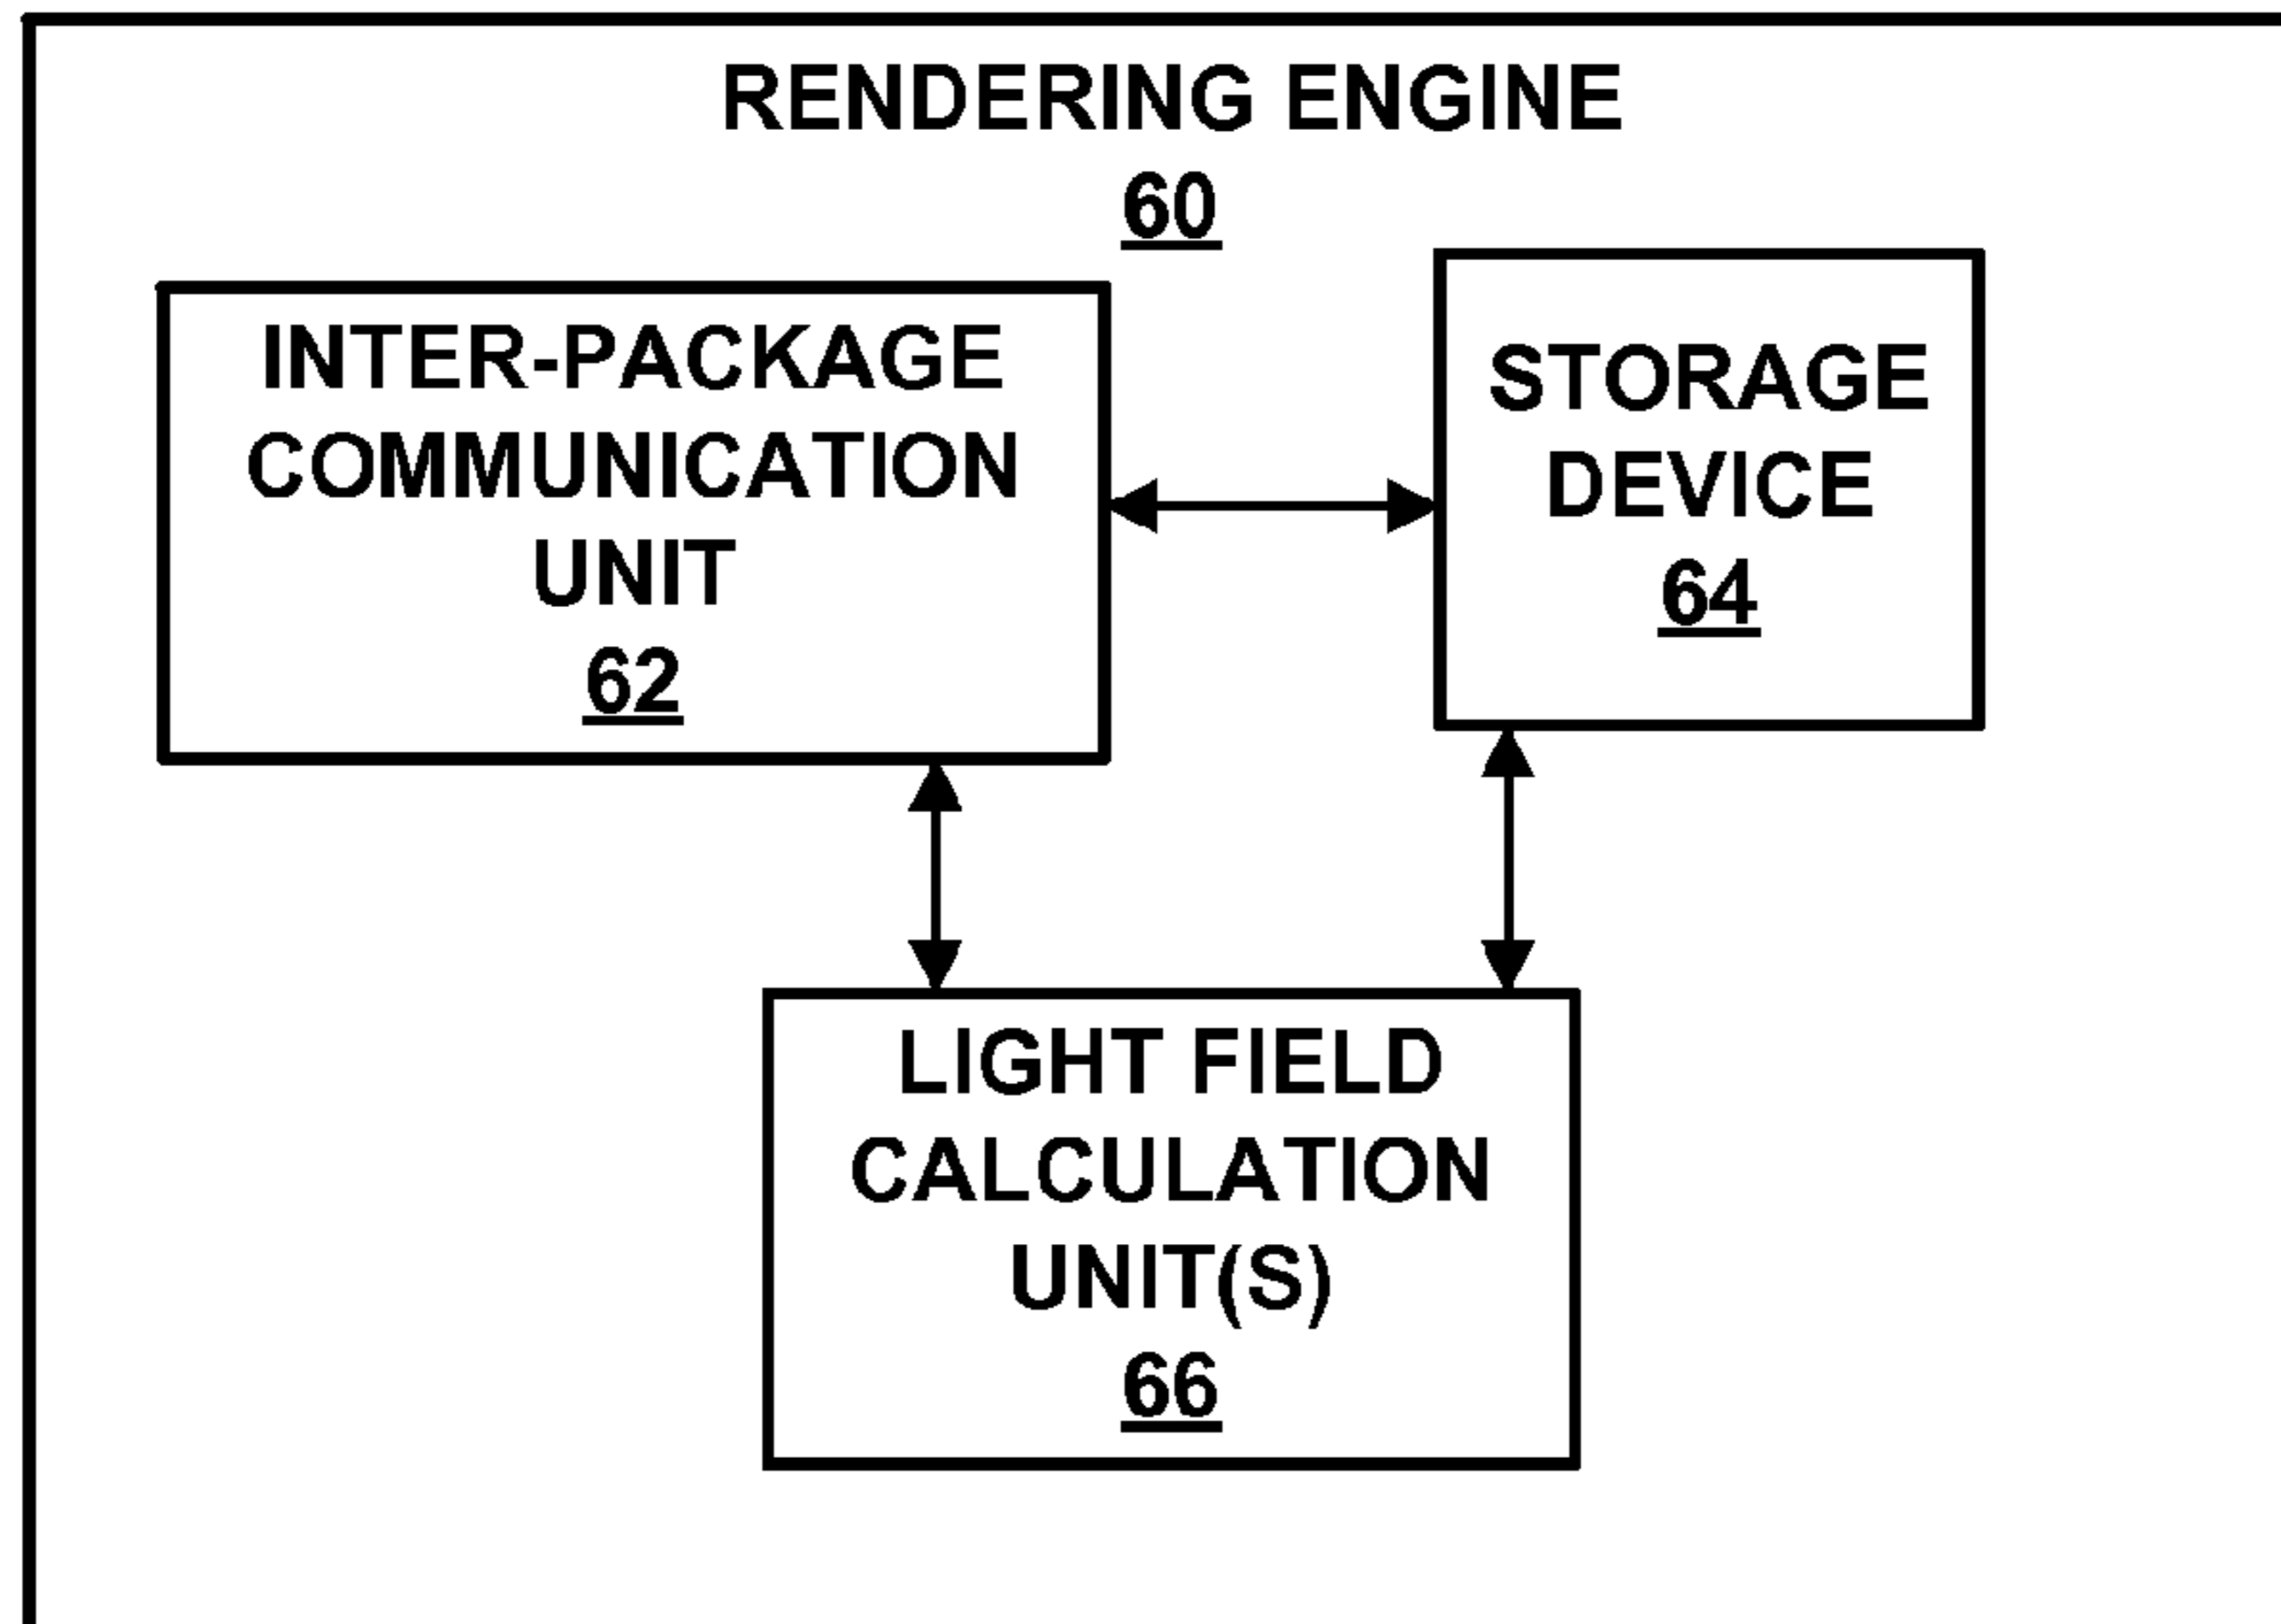 RENDERING ENGINE
60
INTER-PACKAGE
COMMUNICATION
UNIT
62
STORAGE
DEVICE
64
LIGHT FIELD
CALCULATION
UNIT(S)
66